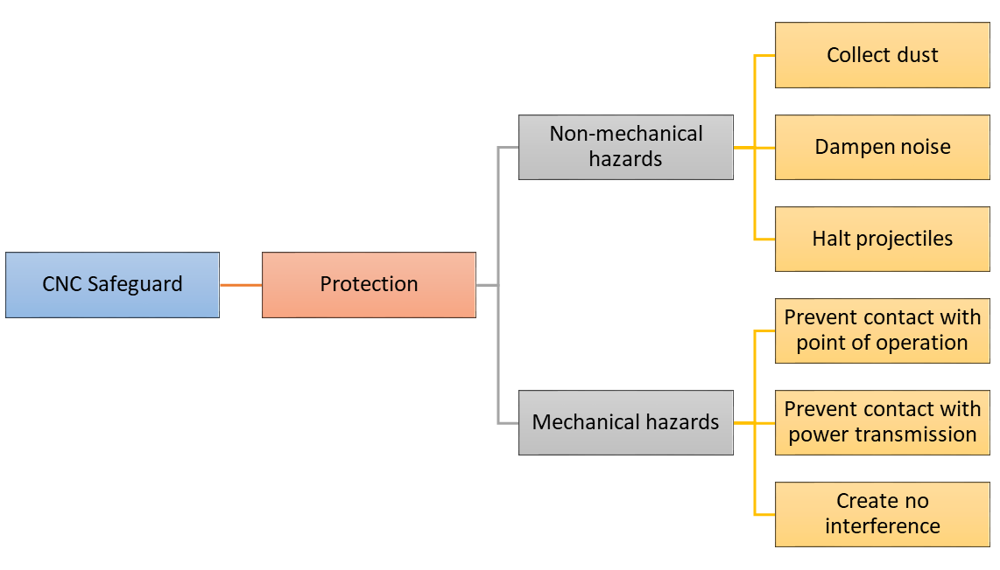 CNC Safeguard
Protection
Non-mechanical
hazards
Collect dust
Dampen noise
Halt projectiles
Mechanical hazards
Prevent contact with
point of operation
Prevent contact with
power transmission
Create no
interference